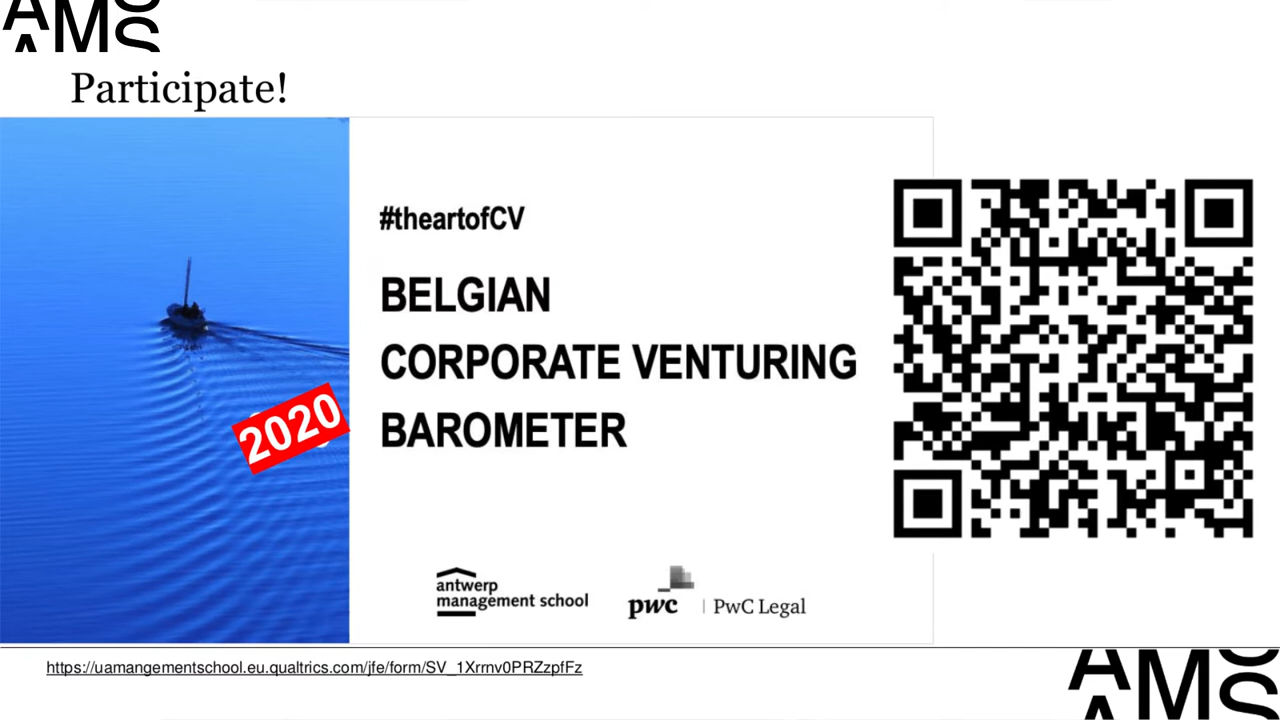 AMS
Participate!
#theartofCV
BELGIAN
CORPORATE VENTURING
BAROMETER
2020
antwerp
management school
pwc | PwC Legal
https://uamangementschool.eu.qualtrics.com/jfe/form/SV_1Xrrnv0PRZzpfFz
AMS